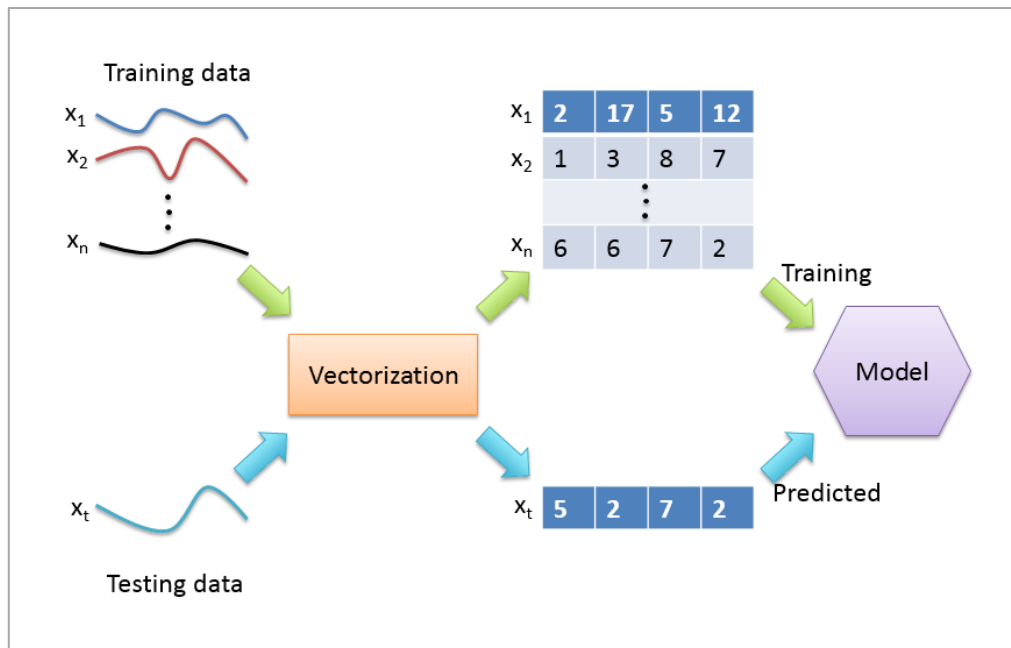 Training data
x₁
x₂
xₙ
Vectorization
xₜ
Testing data
x₁ 2 17 5 12
x₂ 1 3 8 7
xₙ 6 6 7 2
Training
Model
xₜ 5 2 7 2
Predicted